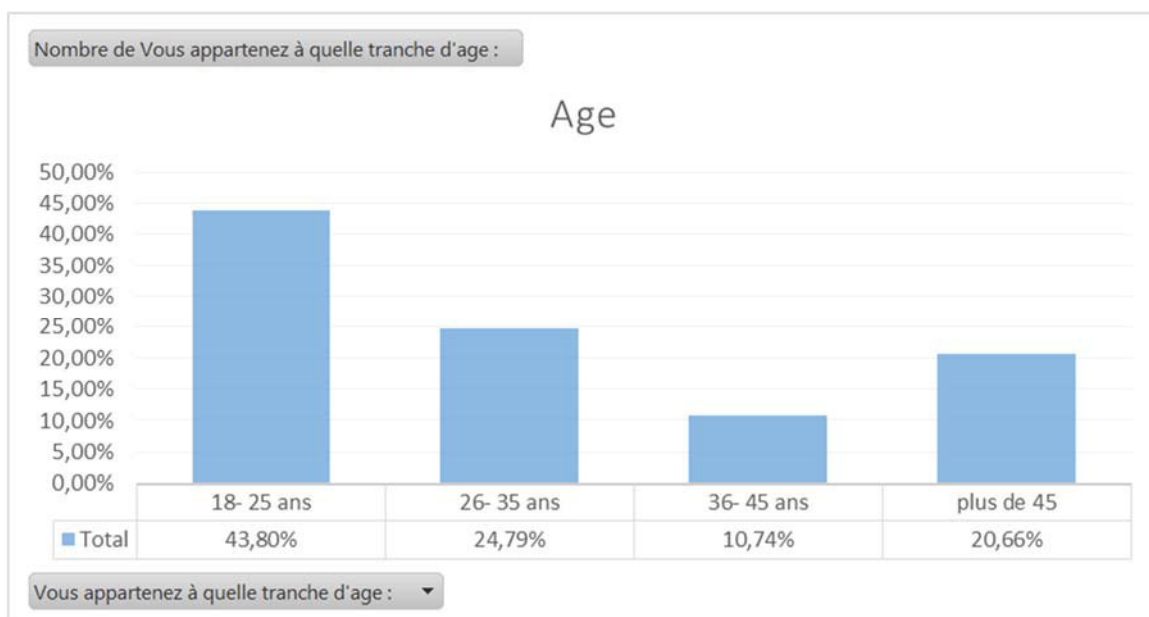 Nombre de Vous appartenez à quelle tranche d'age :
Age
50,00%
45,00%
40,00%
35,00%
30,00%
25,00%
20,00%
15,00%
10,00%
5,00%
0,00%
18- 25 ans 26- 35 ans 36- 45 ans plus de 45
Total 43,80% 24,79% 10,74% 20,66%
Vous appartenez à quelle tranche d'age :